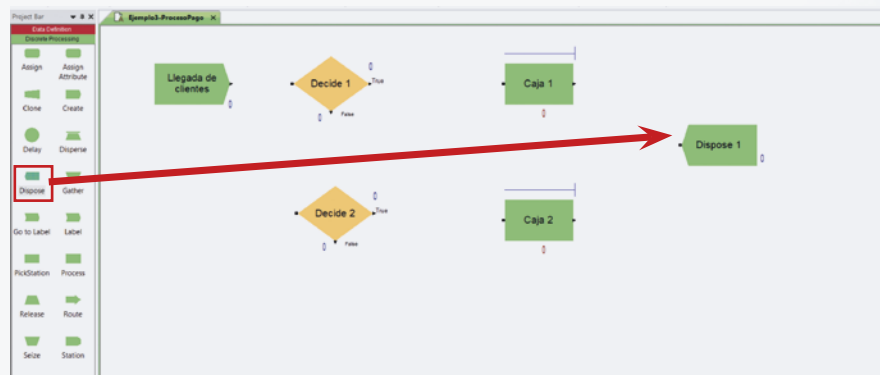 Project Bar
Ejemplo3-ProcesoPago
Data Definition
Discrete Processing
Assign
Assign
Attribute
Clone
Create
Delay
Disperse
Dispose
Gather
Go to Label
Label
PickStation
Process
Release
Route
Seize
Station
Llegada de
clientes
0
Decide 1
0
True
0
False
Caja 1
0
Dispose 1
0
Decide 2
0
True
0
False
Caja 2
0